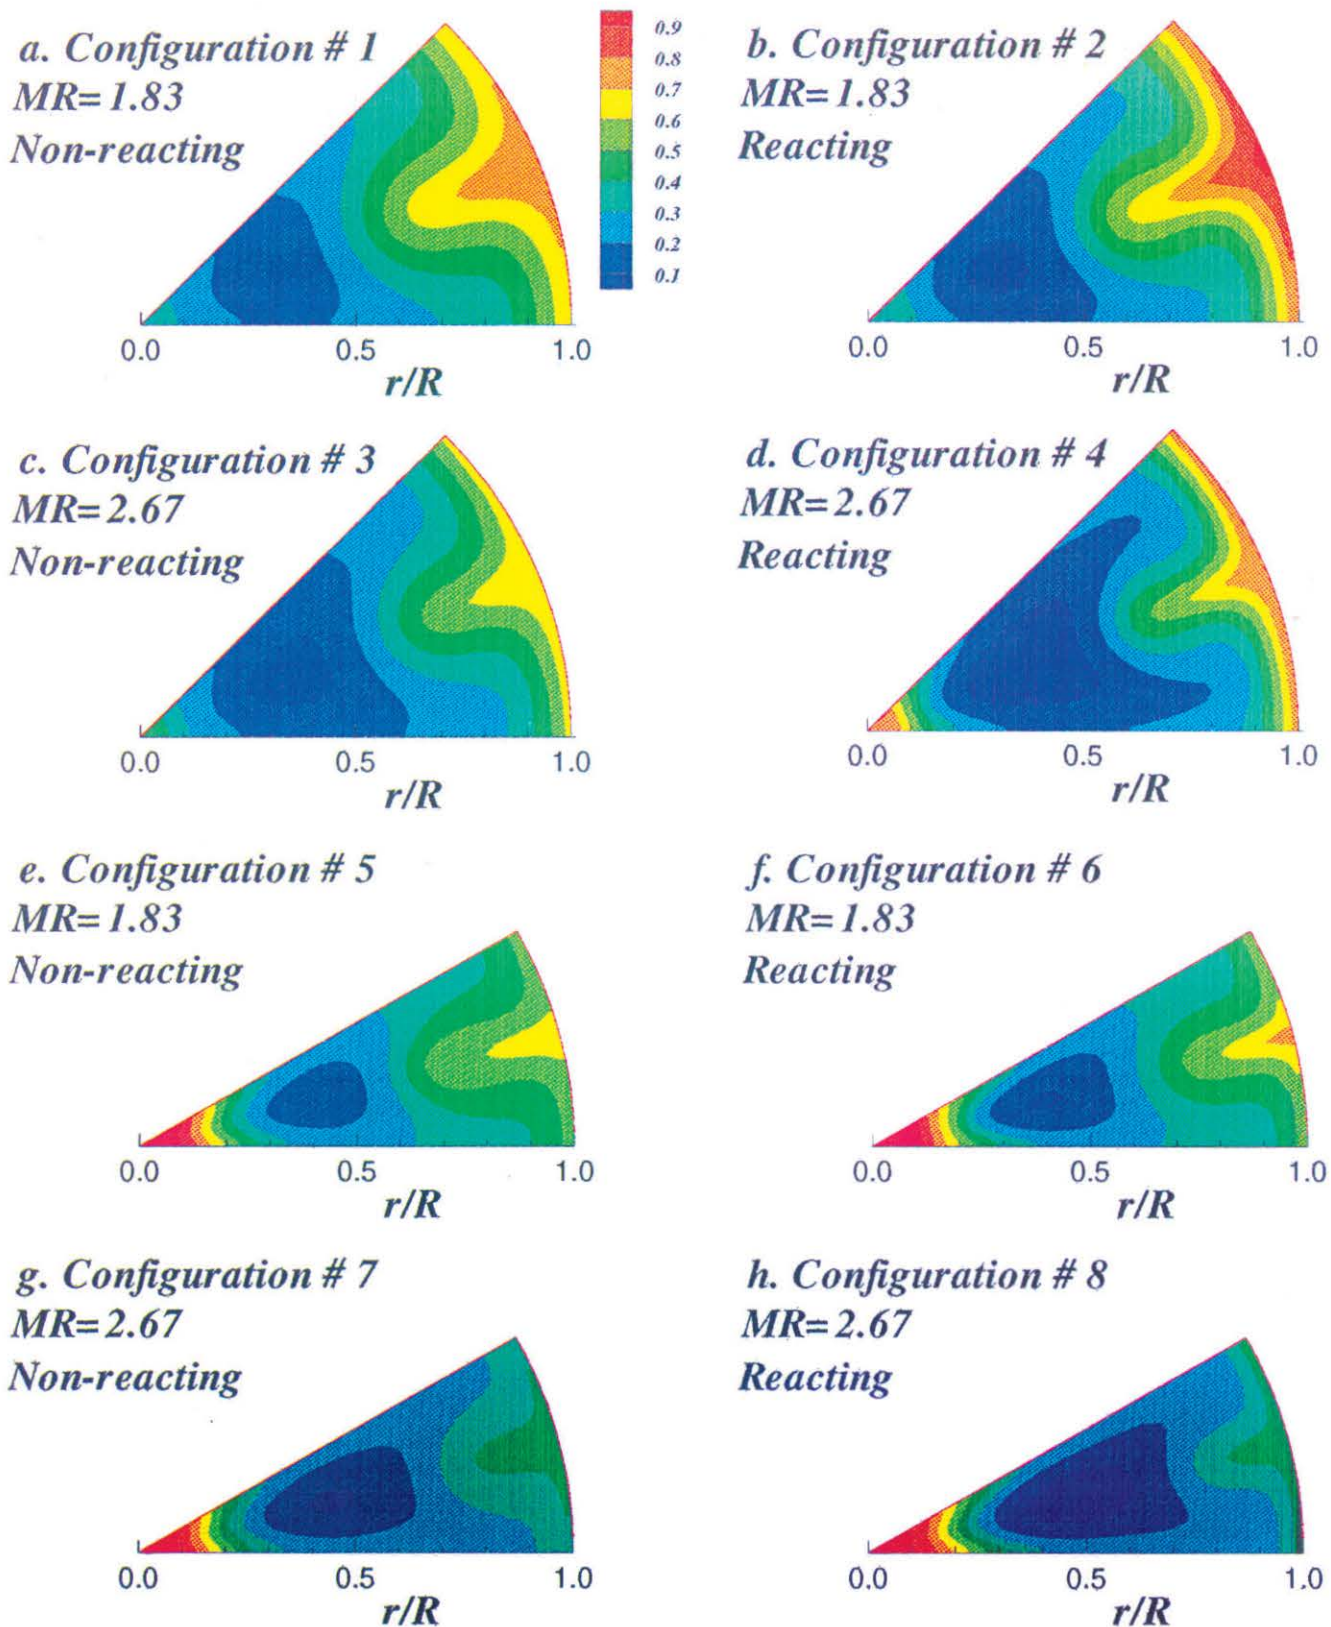 a. Configuration # 1
MR= 1.83
Non-reacting
0.9
0.8
0.7
0.6
0.5
0.4
0.3
0.2
0.1
0.0 0.5 1.0
r/R
b. Configuration # 2
MR= 1.83
Reacting
0.0 0.5 1.0
r/R
c. Configuration # 3
MR= 2.67
Non-reacting
0.0 0.5 1.0
r/R
d. Configuration # 4
MR= 2.67
Reacting
0.0 0.5 1.0
r/R
e. Configuration # 5
MR= 1.83
Non-reacting
0.0 0.5 1.0
r/R
f. Configuration # 6
MR= 1.83
Reacting
0.0 0.5 1.0
r/R
g. Configuration # 7
MR= 2.67
Non-reacting
0.0 0.5 1.0
r/R
h. Configuration # 8
MR= 2.67
Reacting
0.0 0.5 1.0
r/R